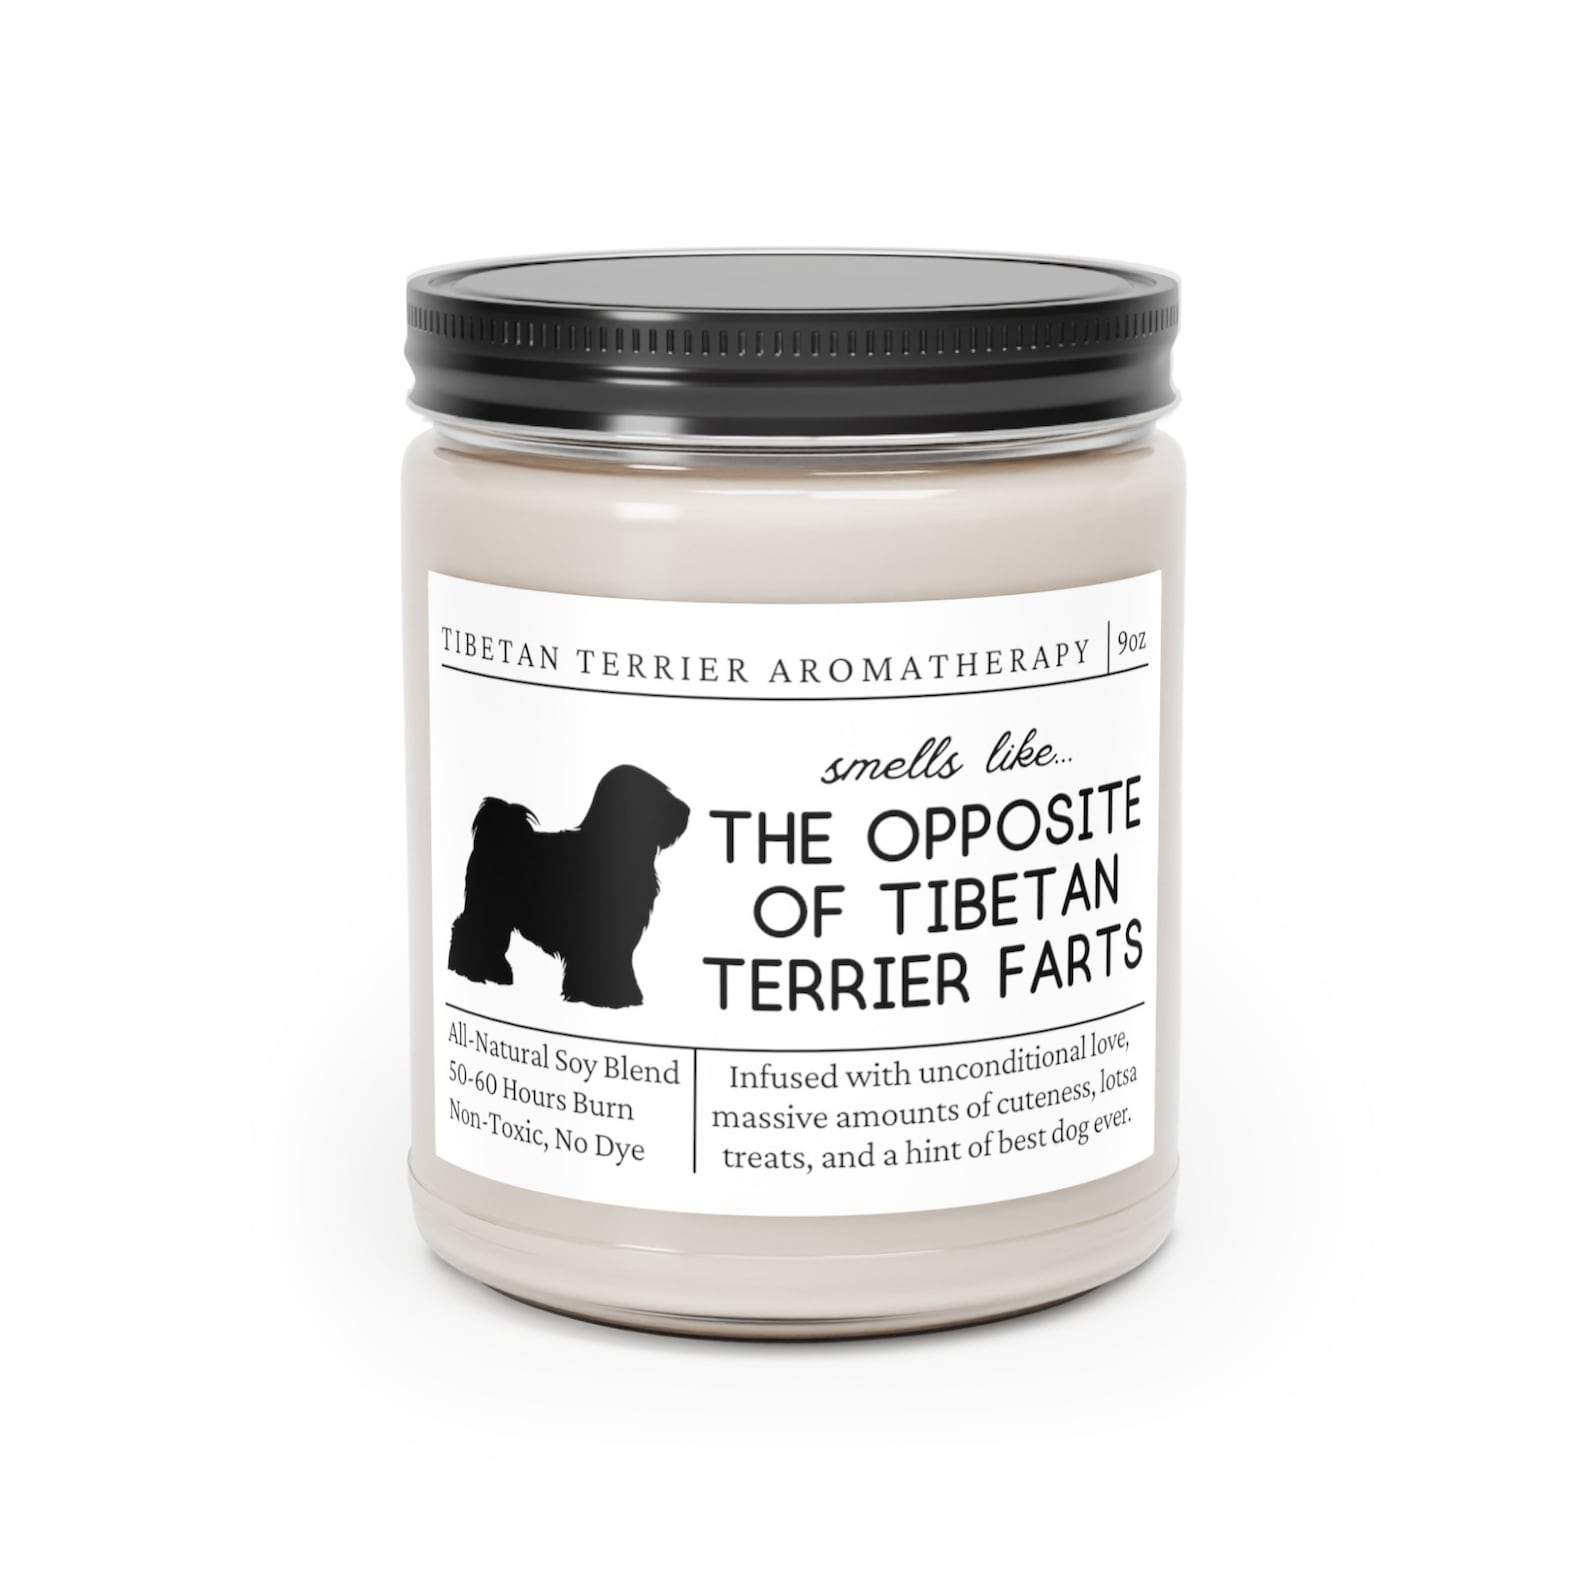 TIBETAN TERRIER AROMATHERAPY | 9oz
smells like...
THE OPPOSITE
OF TIBETAN
TERRIER FARTS
All-Natural Soy Blend
50-60 Hours Burn
Non-Toxic, No Dye
Infused with unconditional love,
massive amounts of cuteness, lotsa
treats, and a hint of best dog ever.